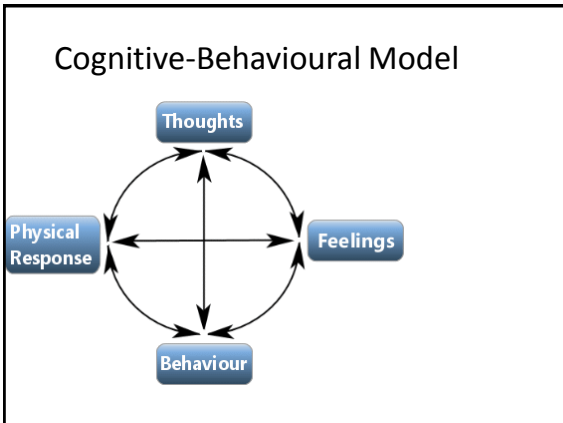 Cognitive-Behavioural Model
Thoughts
Physical
Response
Feelings
Behaviour